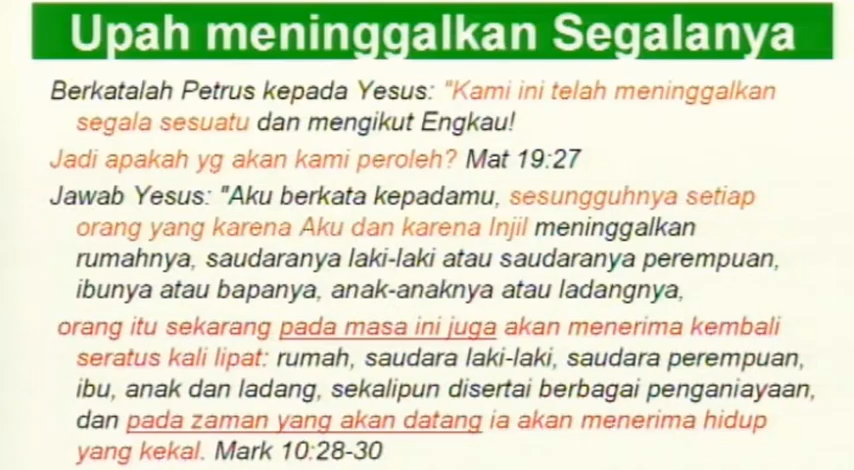 Upah meninggalkan Segalanya
Berkatalah Petrus kepada Yesus: "Kami ini telah meninggalkan
segala sesuatu dan mengikut Engkau!
Jadi apakah yg akan kami peroleh? Mat 19:27
Jawab Yesus: "Aku berkata kepadamu, sesungguhnya setiap
orang yang karena Aku dan karena Injil meninggalkan
rumahnya, saudaranya laki-laki atau saudaranya perempuan,
ibunya atau bapanya, anak-anaknya atau ladangnya,
orang itu sekarang pada masa ini juga akan menerima kembali
seratus kali lipat: rumah, saudara laki-laki, saudara perempuan,
ibu, anak dan ladang, sekalipun disertai berbagai penganiayaan,
dan pada zaman yang akan datang ia akan menerima hidup
yang kekal. Mark 10:28-30